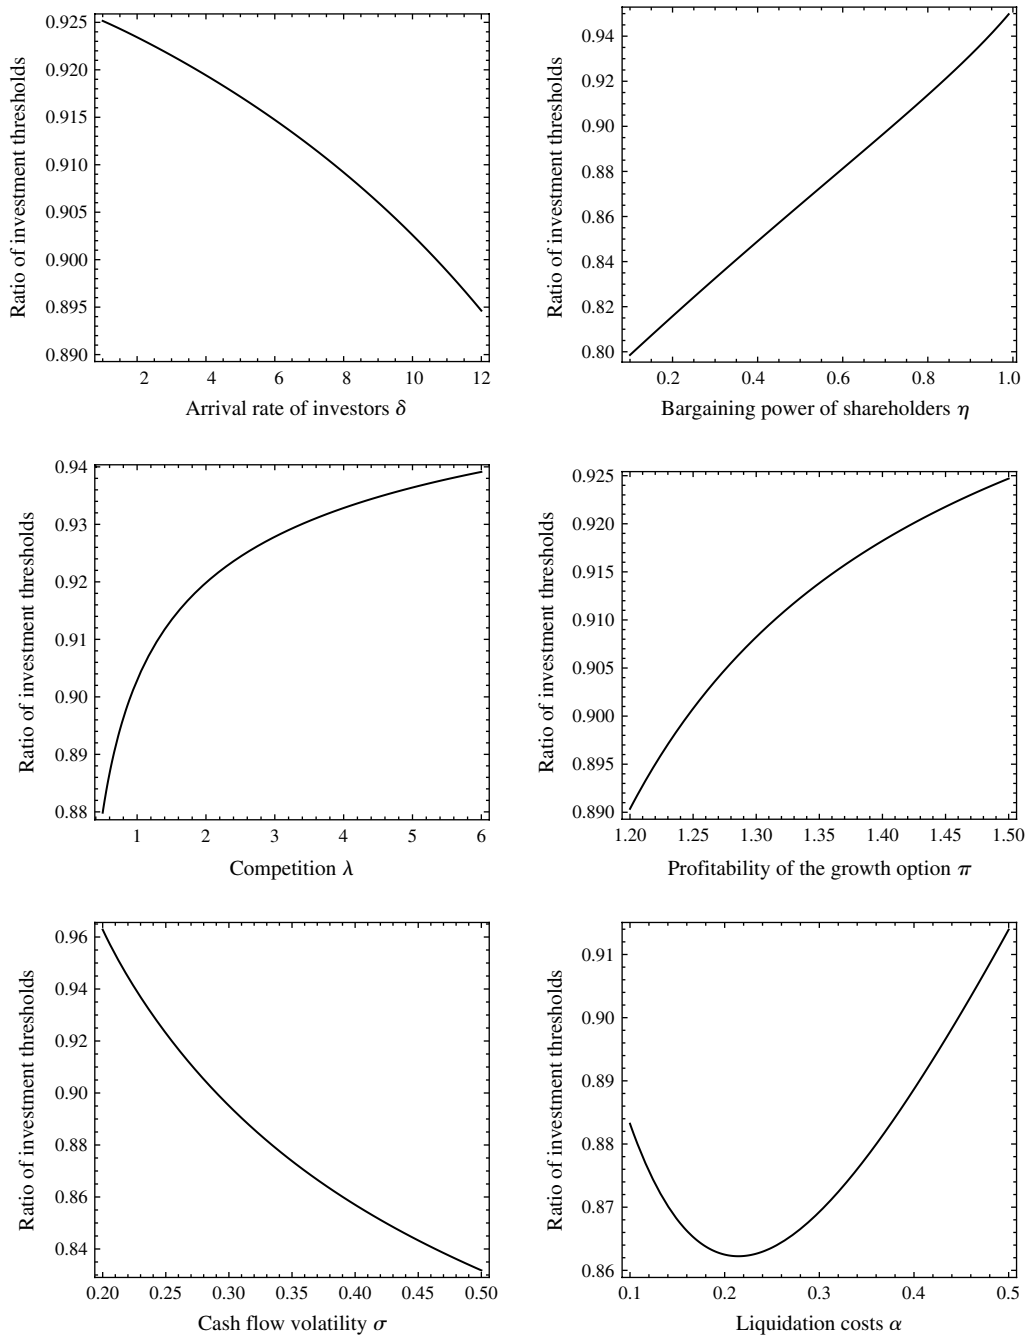 0.925
0.920
0.915
0.910
0.905
0.900
0.895
0.890
Ratio of investment thresholds
2 4 6 8 10 12
Arrival rate of investors δ
0.94
0.92
0.90
0.88
0.86
0.84
0.82
0.80
Ratio of investment thresholds
0.2 0.4 0.6 0.8 1.0
Bargaining power of shareholders η
0.94
0.93
0.92
0.91
0.90
0.89
0.88
Ratio of investment thresholds
1 2 3 4 5 6
Competition λ
0.925
0.920
0.915
0.910
0.905
0.900
0.895
0.890
Ratio of investment thresholds
1.20 1.25 1.30 1.35 1.40 1.45 1.50
Profitability of the growth option π
0.96
0.94
0.92
0.90
0.88
0.86
0.84
Ratio of investment thresholds
0.20 0.25 0.30 0.35 0.40 0.45 0.50
Cash flow volatility σ
0.91
0.90
0.89
0.88
0.87
0.86
Ratio of investment thresholds
0.1 0.2 0.3 0.4 0.5
Liquidation costs α